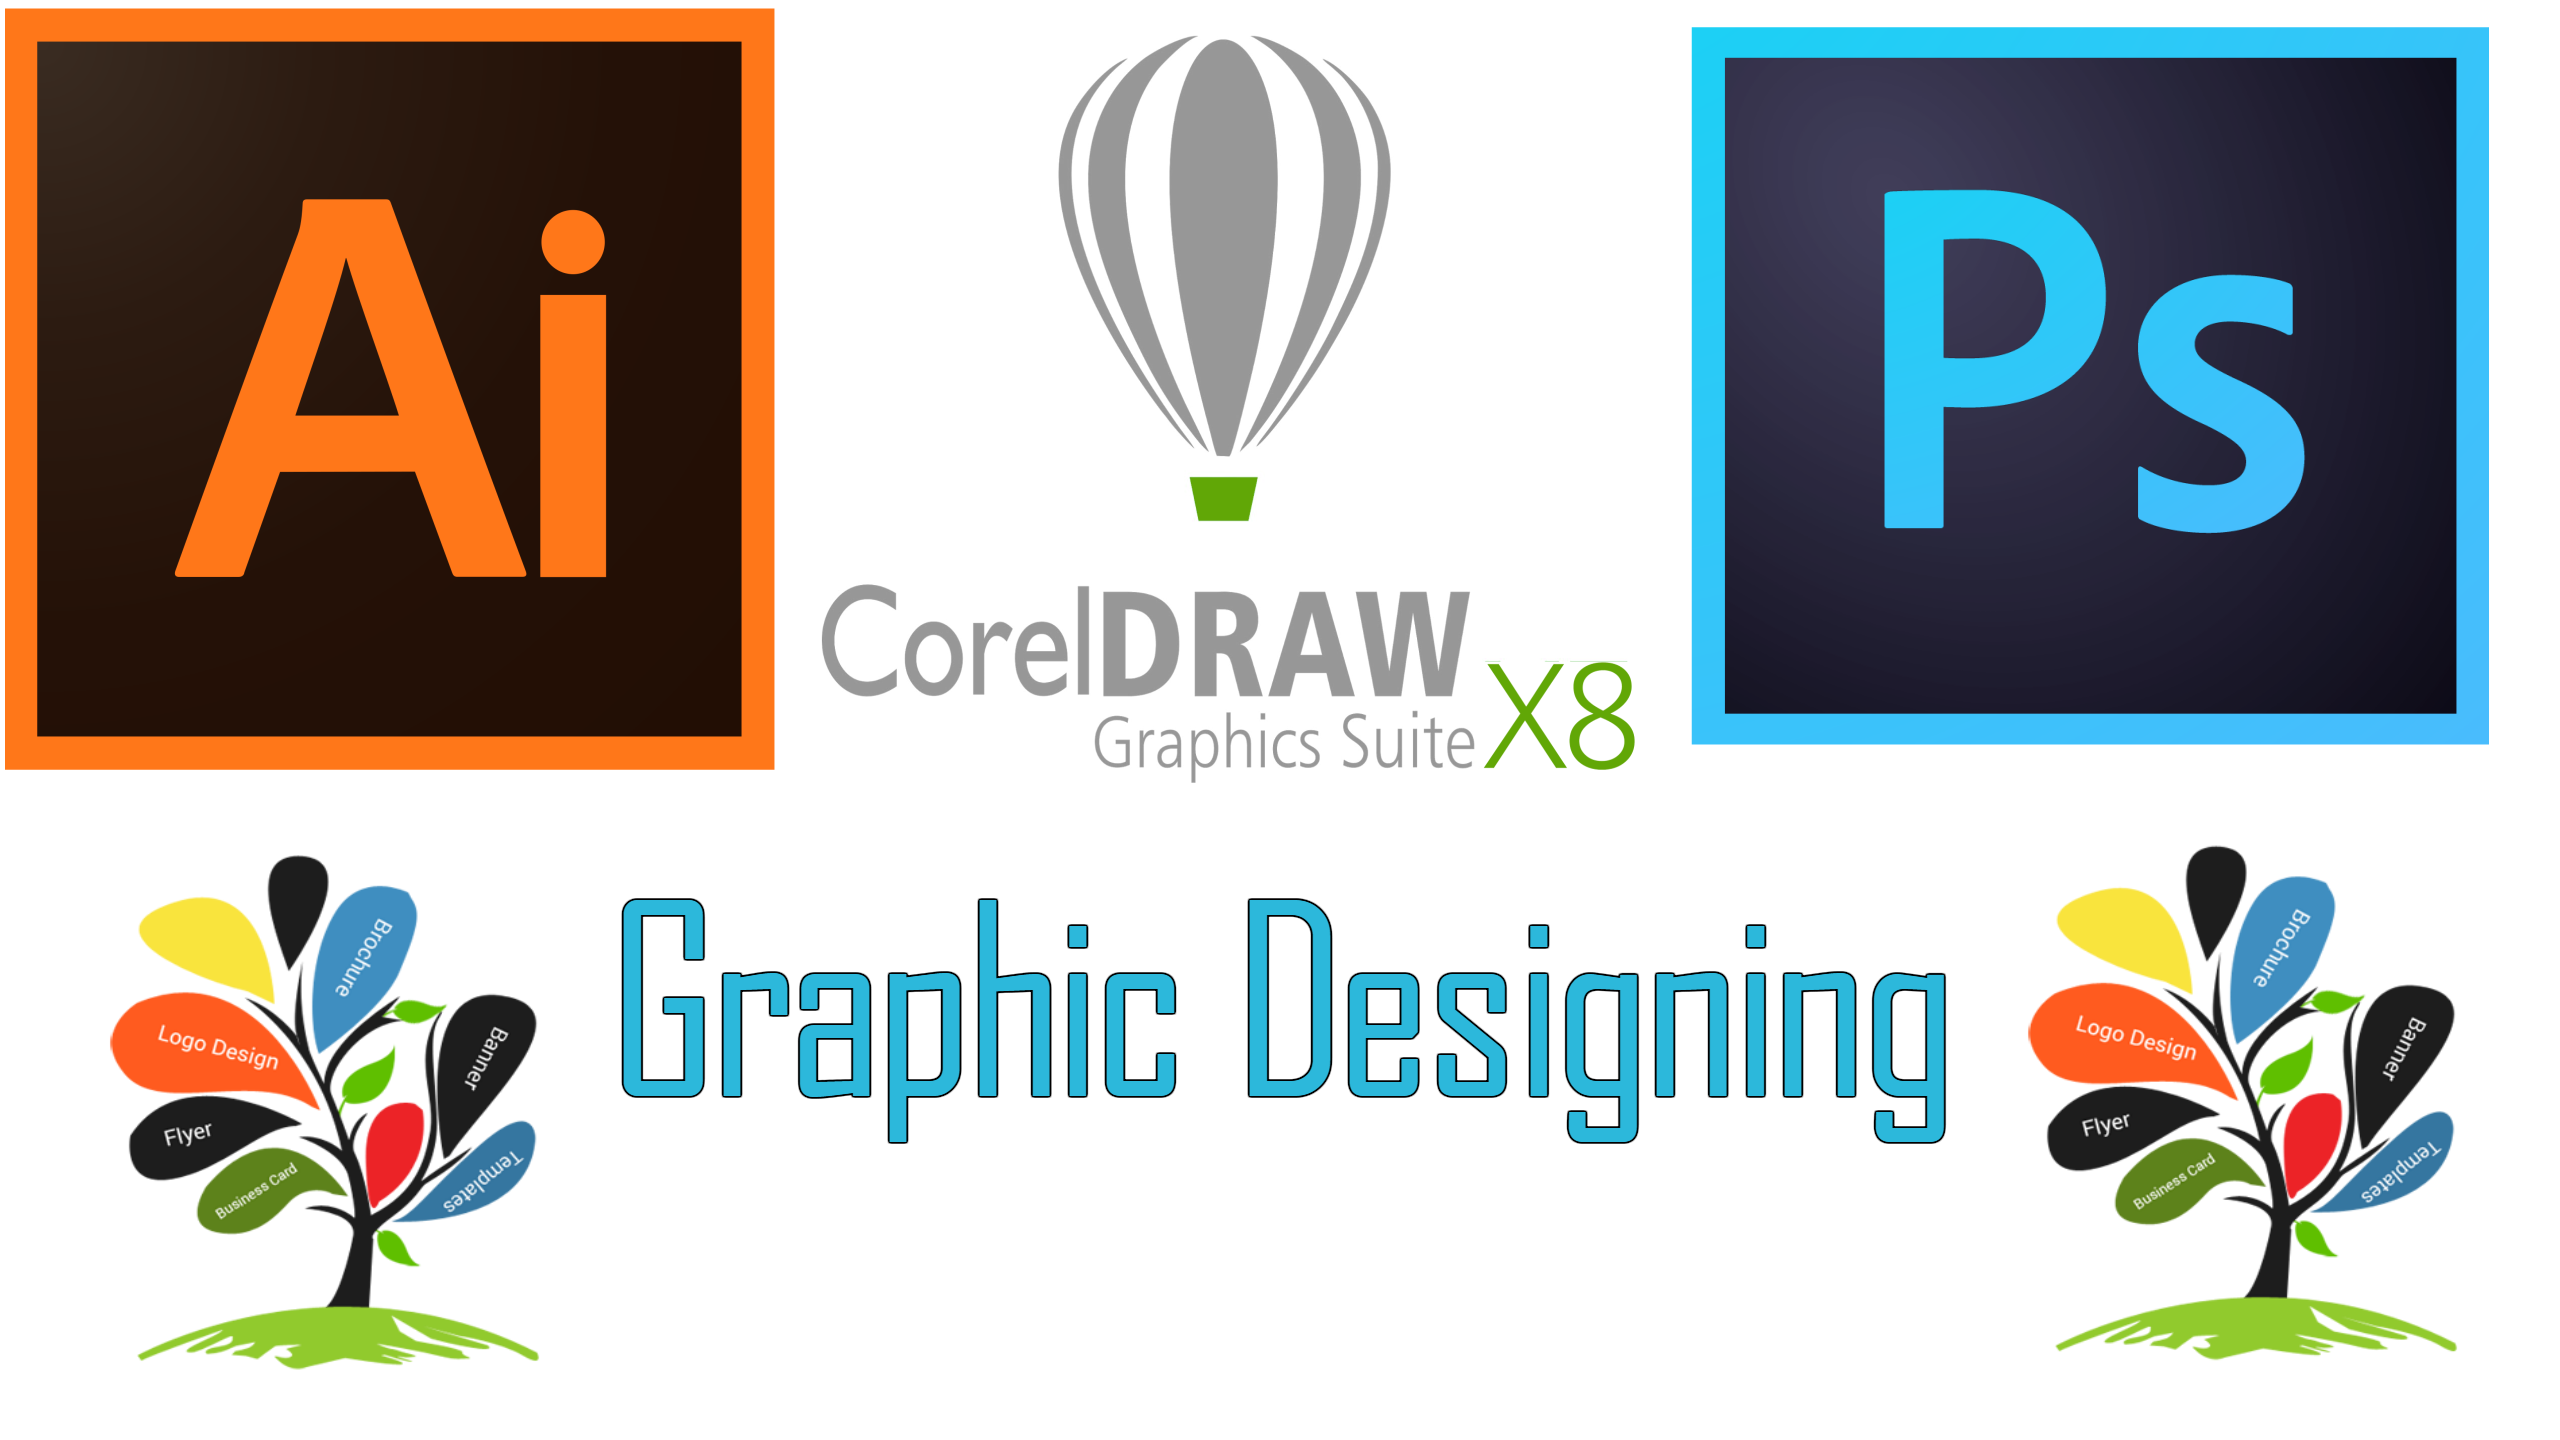 Ai
CorelDRAW
Graphics Suite X8
Ps
Brochure
Logo Design
Banner
Flyer
Business Card
Templates
Graphic Designing
Brochure
Logo Design
Banner
Flyer
Business Card
Templates